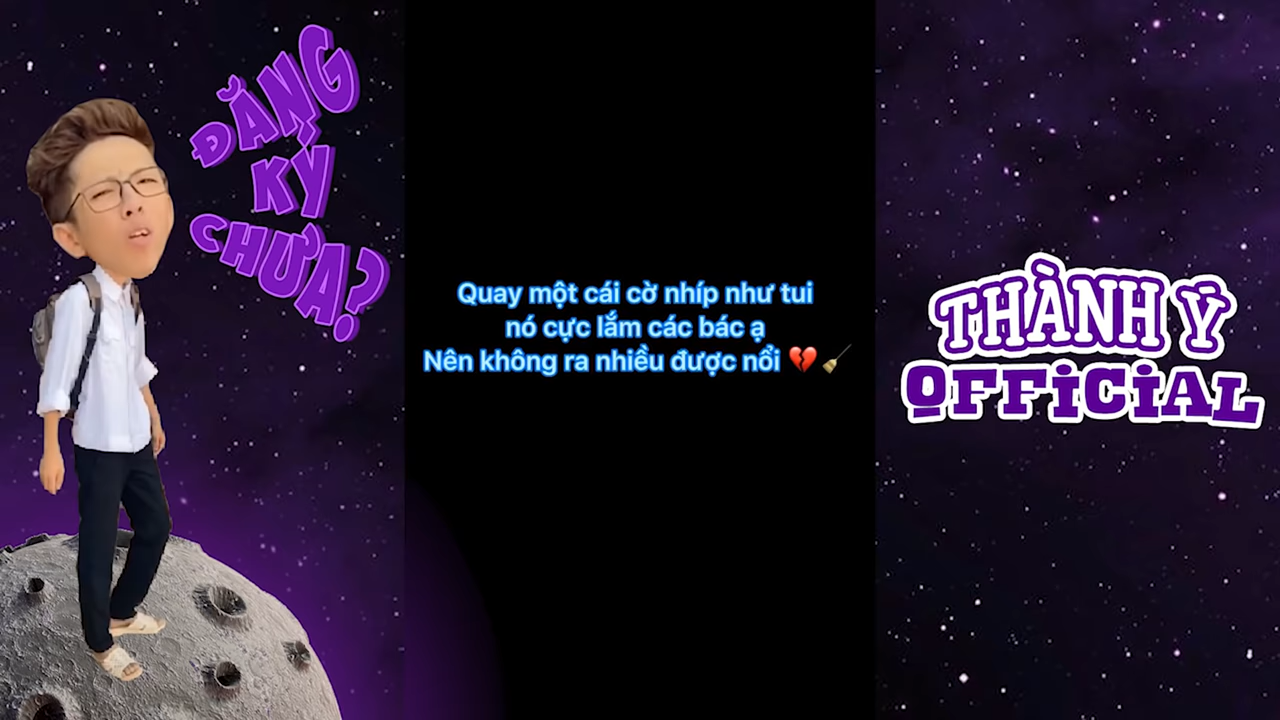 ĐĂNG
KÝ
CHƯA?
Quay một cái cờ nhíp như tui
nó cực lắm các bác ạ
Nên không ra nhiều được nổi 💔🧹
THÀNH Ý
OFFICIAL